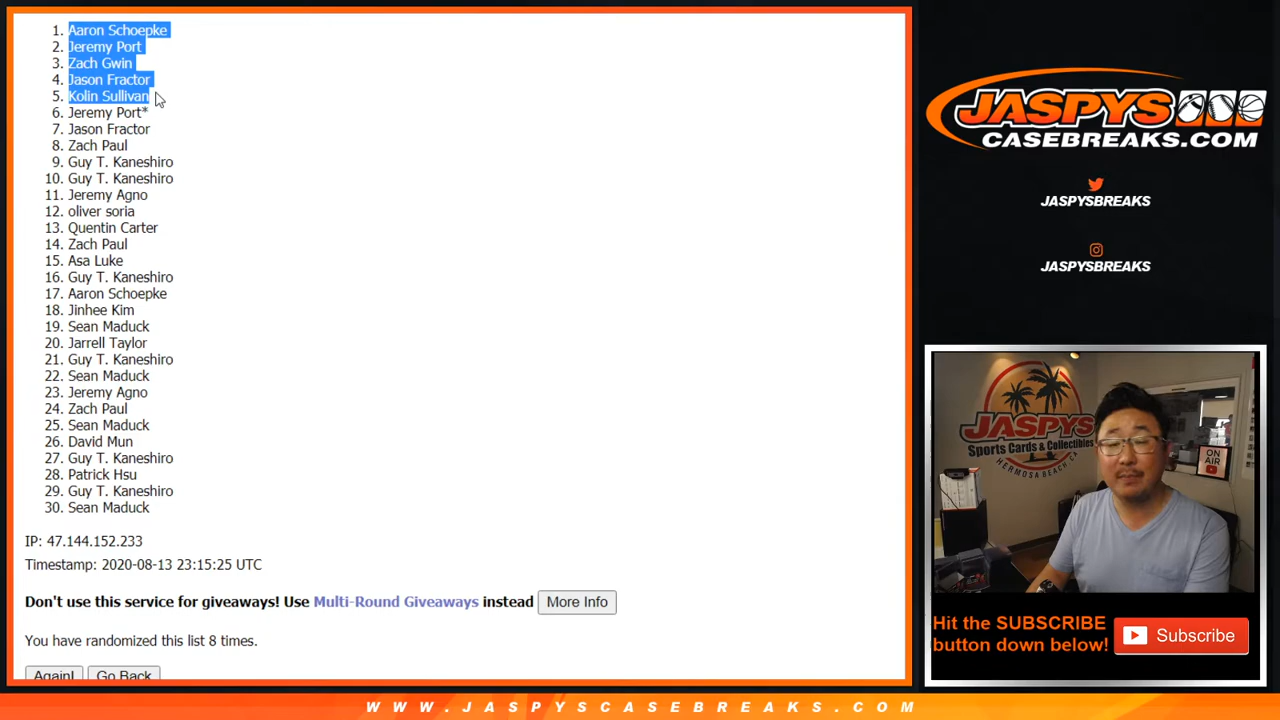 1. Aaron Schoepke
2. Jeremy Port
3. Zach Gwin
4. Jason Fractor
5. Kolin Sullivan
6. Jeremy Port*
7. Jason Fractor
8. Zach Paul
9. Guy T. Kaneshiro
10. Guy T. Kaneshiro
11. Jeremy Agno
12. oliver soria
13. Quentin Carter
14. Zach Paul
15. Asa Luke
16. Guy T. Kaneshiro
17. Aaron Schoepke
18. Jinhee Kim
19. Sean Maduck
20. Jarrell Taylor
21. Guy T. Kaneshiro
22. Sean Maduck
23. Jeremy Agno
24. Zach Paul
25. Sean Maduck
26. David Mun
27. Guy T. Kaneshiro
28. Patrick Hsu
29. Guy T. Kaneshiro
30. Sean Maduck
IP: 47.144.152.233
Timestamp: 2020-08-13 23:15:25 UTC
Don't use this service for giveaways! Use Multi-Round Giveaways instead More Info
You have randomized this list 8 times.
Again! Go Back
JASPYS
CASEBREAKS.COM
JASPYSBREAKS
JASPYSBREAKS
JASPYS
Sports Cards & Collectibles
HERMOSA BEACH CA
ON
AIR
Hit the SUBSCRIBE
button down below!
Subscribe
WWW.JASPYSCASEBREAKS.COM